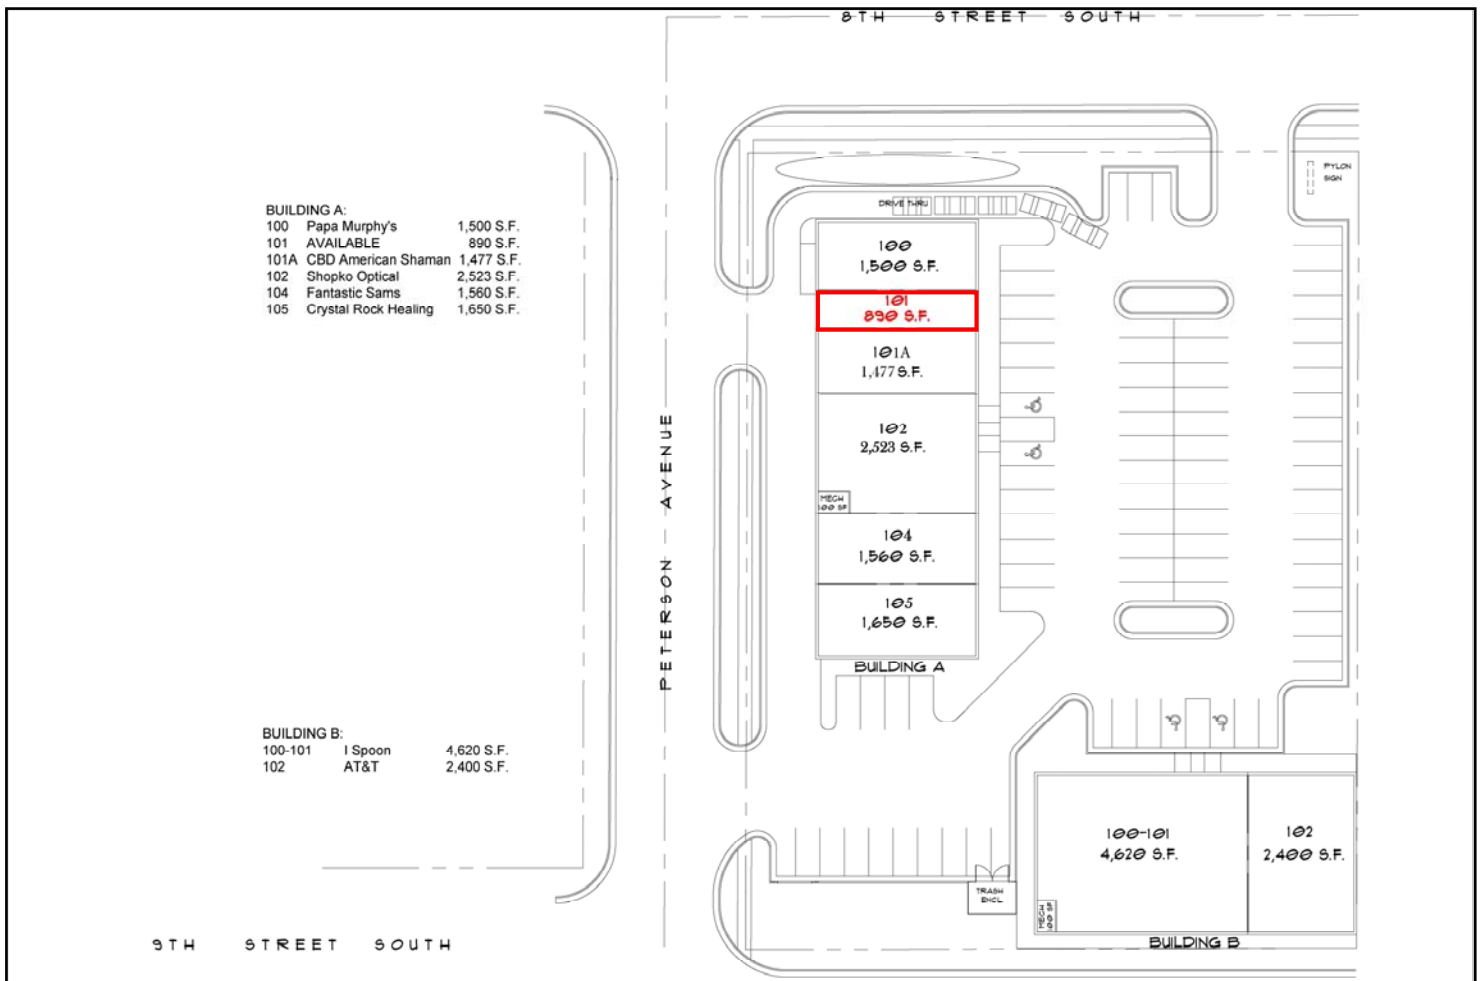 8TH STREET SOUTH
PYLON
SIGN
DRIVE THRU
BUILDING A:
100 Papa Murphy's 1,500 S.F.
101 AVAILABLE 890 S.F.
101A CBD American Shaman 1,477 S.F.
102 Shopko Optical 2,523 S.F.
104 Fantastic Sams 1,560 S.F.
105 Crystal Rock Healing 1,650 S.F.
100
1,500 S.F.
101
890 S.F.
101A
1,477 S.F.
102
2,523 S.F.
MECH
100 SF
104
1,560 S.F.
105
1,650 S.F.
BUILDING A
PETERSON AVENUE
BUILDING B:
100-101 I Spoon 4,620 S.F.
102 AT&T 2,400 S.F.
100-101
4,620 S.F.
102
2,400 S.F.
TRASH
ENCL.
MECH
100 SF
BUILDING B
9TH STREET SOUTH